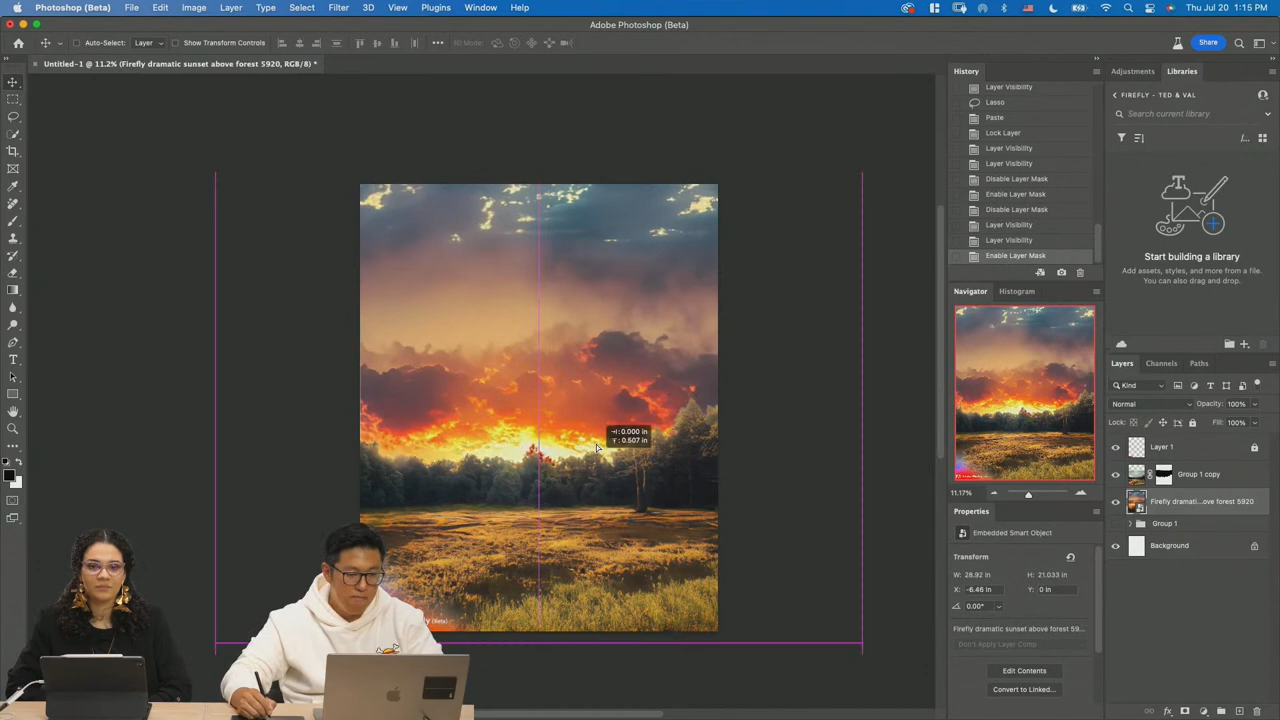 Photoshop (Beta) File Edit Image Layer Type Select Filter 3D View Plugins Window Help
Thu Jul 20 1:15 PM
Adobe Photoshop (Beta)
Auto-Select: Layer Show Transform Controls ••• 3D Mode: Share
× Untitled-1 @ 11.2% (Firefly dramatic sunset above forest 5920, RGB/8) *
History
Layer Visibility
Lasso
Paste
Lock Layer
Layer Visibility
Layer Visibility
Disable Layer Mask
Enable Layer Mask
Disable Layer Mask
Layer Visibility
Layer Visibility
Enable Layer Mask
Adjustments Libraries
FIREFLY - TED & VAL
Search current library
Start building a library
Add assets, styles, and more from a file.
You can also drag and drop.
Navigator Histogram
11.17%
Layers Channels Paths
Kind
Normal Opacity: 100%
Lock: Fill: 100%
Layer 1
Group 1 copy
Firefly dramati...ove forest 5920
Group 1
Background
Properties
Embedded Smart Object
Transform
W: 28.92 in H: 21.033 in
X: -6.46 in Y: 0 in
0.00°
Firefly dramatic sunset above forest 59...
Don't Apply Layer Comp
Edit Contents
Convert to Linked...
: 0.000 in
: 0.507 in
(Beta)